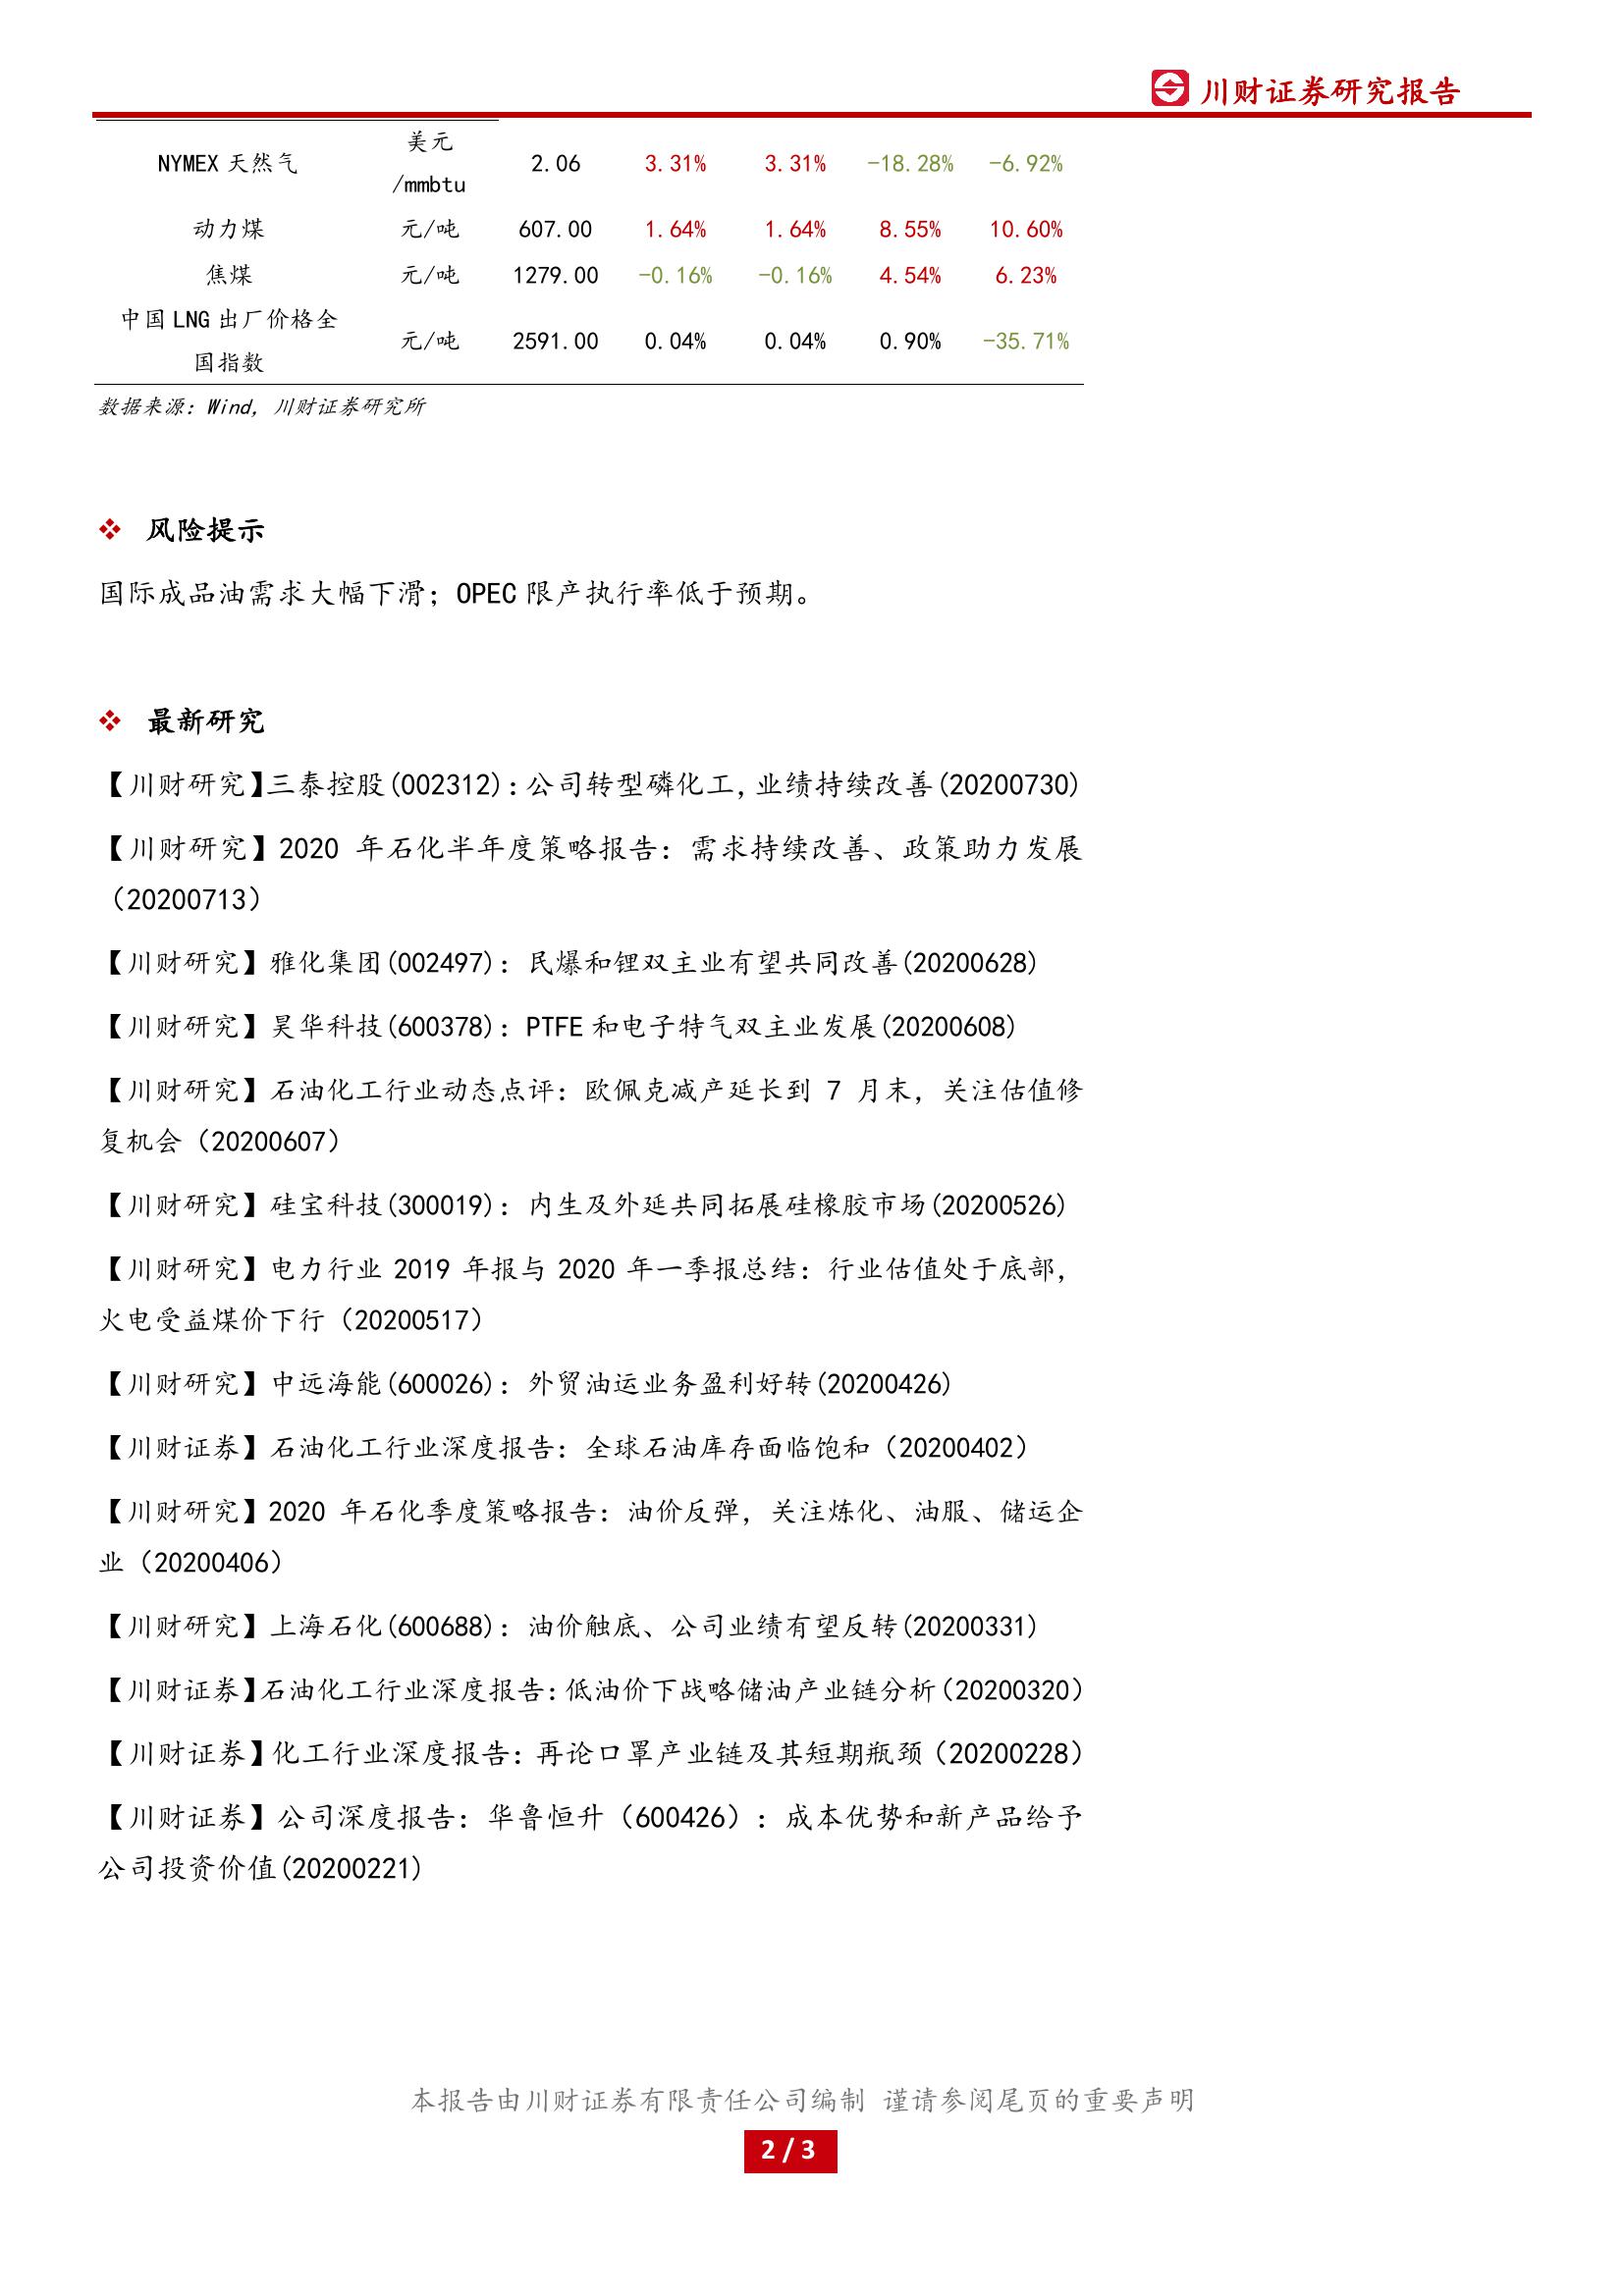 川财证券研究报告
NYMEX 天然气 美元/mmbtu 2.06 3.31% 3.31% -18.28% -6.92%
动力煤 元/吨 607.00 1.64% 1.64% 8.55% 10.60%
焦煤 元/吨 1279.00 -0.16% -0.16% 4.54% 6.23%
中国 LNG 出厂价格全国指数 元/吨 2591.00 0.04% 0.04% 0.90% -35.71%
数据来源：Wind，川财证券研究所
❖ 风险提示
国际成品油需求大幅下滑；OPEC 限产执行率低于预期。
❖ 最新研究
【川财研究】三泰控股(002312)：公司转型磷化工，业绩持续改善(20200730)
【川财研究】2020 年石化半年度策略报告：需求持续改善、政策助力发展
（20200713）
【川财研究】雅化集团(002497)：民爆和锂双主业有望共同改善(20200628)
【川财研究】昊华科技(600378)：PTFE 和电子特气双主业发展(20200608)
【川财研究】石油化工行业动态点评：欧佩克减产延长到 7 月末，关注估值修
复机会（20200607）
【川财研究】硅宝科技(300019)：内生及外延共同拓展硅橡胶市场(20200526)
【川财研究】电力行业 2019 年报与 2020 年一季报总结：行业估值处于底部，
火电受益煤价下行（20200517）
【川财研究】中远海能(600026)：外贸油运业务盈利好转(20200426)
【川财证券】石油化工行业深度报告：全球石油库存面临饱和（20200402）
【川财研究】2020 年石化季度策略报告：油价反弹，关注炼化、油服、储运企
业（20200406）
【川财研究】上海石化(600688)：油价触底、公司业绩有望反转(20200331)
【川财证券】石油化工行业深度报告：低油价下战略储油产业链分析（20200320）
【川财证券】化工行业深度报告：再论口罩产业链及其短期瓶颈（20200228）
【川财证券】公司深度报告：华鲁恒升（600426）：成本优势和新产品给予
公司投资价值(20200221)
本报告由川财证券有限责任公司编制 谨请参阅尾页的重要声明
2 / 3